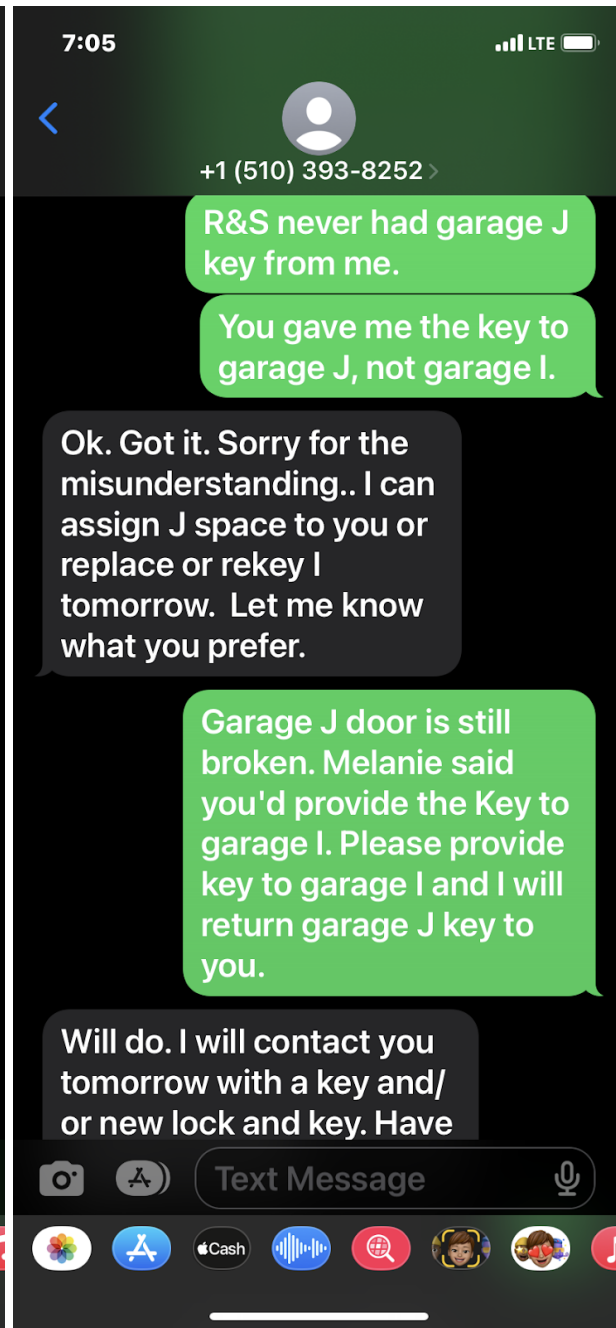 7:05
LTE
+1 (510) 393-8252
R&S never had garage J
key from me.
You gave me the key to
garage J, not garage I.
Ok. Got it. Sorry for the
misunderstanding.. I can
assign J space to you or
replace or rekey I
tomorrow.  Let me know
what you prefer.
Garage J door is still
broken. Melanie said
you'd provide the Key to
garage I. Please provide
key to garage I and I will
return garage J key to
you.
Will do. I will contact you
tomorrow with a key and/
or new lock and key. Have
Text Message
Cash